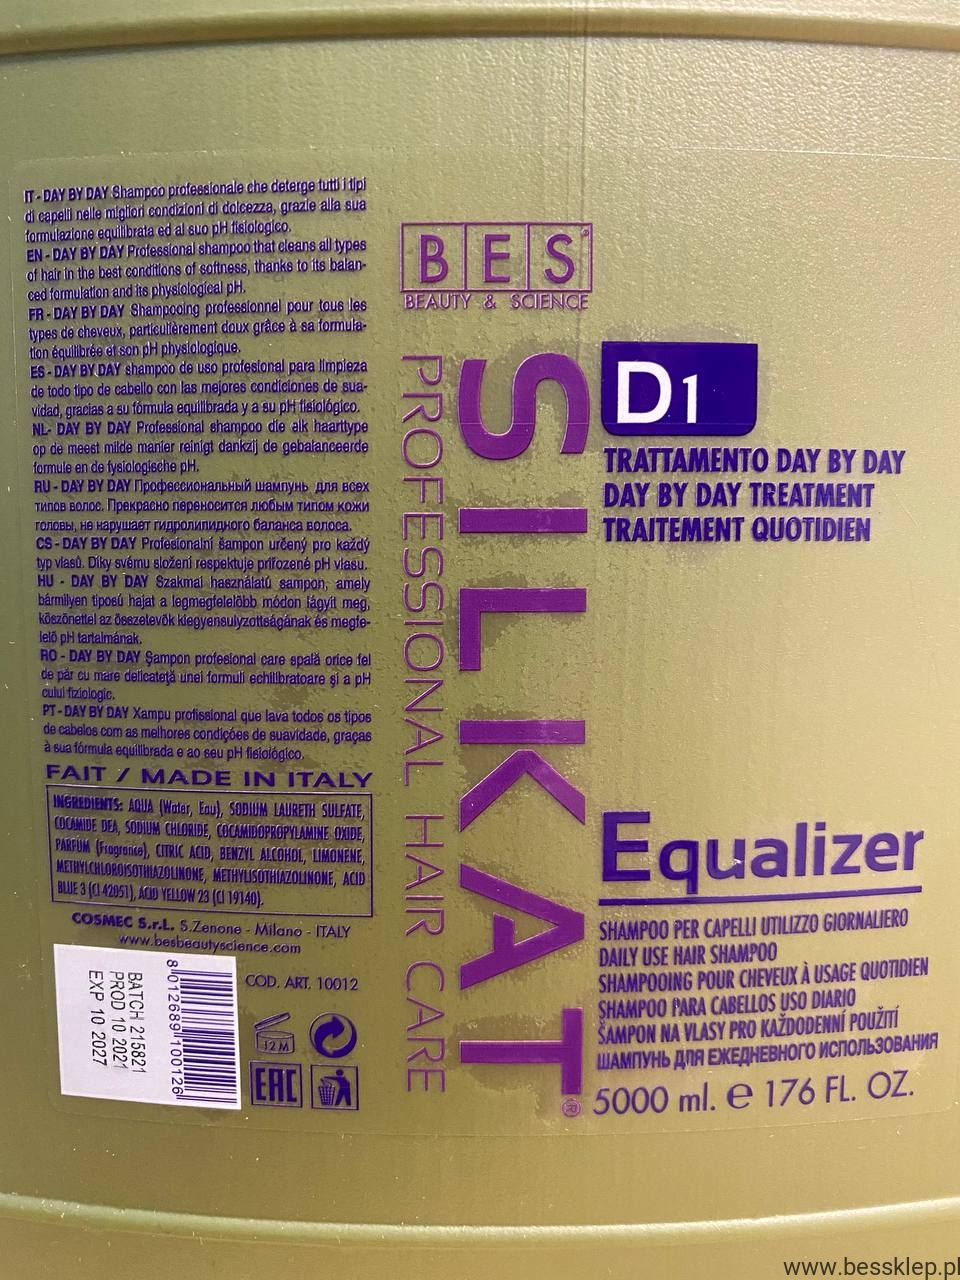 IT - DAY BY DAY Shampoo professionale che deterge tutti i tipi
di capelli nelle migliori condizioni di dolcezza, grazie alla sua
formulazione equilibrata ed al suo pH fisiologico.
EN - DAY BY DAY Professional shampoo that cleans all types
of hair in the best conditions of softness, thanks to its balan-
ced formulation and its physiological pH.
FR - DAY BY DAY Shampooing professionnel pour tous les
types de cheveux, particulièrement doux grâce à sa formula-
tion équilibrée et son pH physiologique.
ES - DAY BY DAY shampoo de uso profesional para limpieza
de todo tipo de cabello con las mejores condiciones de sua-
vidad, gracias a su fórmula equilibrada y a su pH fisiológico.
NL- DAY BY DAY Professional shampoo die elk haarttype
op de meest milde manier reinigt dankzij de gebalanceerde
formule en de fysiologische pH.
RU - DAY BY DAY Профессиональный шампунь для всех
типов волос. Прекрасно переносится любым типом кожи
головы, не нарушает гидролипидного баланса волоса.
CS - DAY BY DAY Profesionalní šampon určený pro každý
typ vlasů. Díky svému složení respektuje přirozené pH vlasu.
HU - DAY BY DAY Szakmai használatú sampon, amely
bármilyen tiposú hajat a legmegfelelõbb módon lágyít meg,
köszönettel az összetevõk kiegyensulyzottságának és megfe-
lelõ pH tartalmának.
RO - DAY BY DAY Şampon profesional care spală orice fel
de păr cu mare delicateţă unei formuli echilibratoare şi a pH
cului fiziologic.
PT - DAY BY DAY Xampu profissional que lava todos os tipos
de cabelos com as melhores condições de suavidade, graças
à sua fórmula equilibrada e ao seu pH fisiológico.
FAIT / MADE IN ITALY
INGREDIENTS: AQUA (Water, Eau), SODIUM LAURETH SULFATE,
COCAMIDE DEA, SODIUM CHLORIDE, COCAMIDOPROPYLAMINE OXIDE,
PARFUM (Fragrance), CITRIC ACID, BENZYL ALCOHOL, LIMONENE,
METHYLCHLOROISOTHIAZOLINONE, METHYLISOTHIAZOLINONE, ACID
BLUE 3 (CI 42051), ACID YELLOW 23 (CI 19140).
COSMEC S.r.L. S.Zenone - Milano - ITALY
www.besbeautyscience.com
COD. ART. 10012
8 012689 100126
BATCH 215821
PROD 10 2021
EXP 10 2027
12 M
EAC
BES®
BEAUTY & SCIENCE
SILKAT®
PROFESSIONAL HAIR CARE
D1
TRATTAMENTO DAY BY DAY
DAY BY DAY TREATMENT
TRAITEMENT QUOTIDIEN
Equalizer
SHAMPOO PER CAPELLI UTILIZZO GIORNALIERO
DAILY USE HAIR SHAMPOO
SHAMPOOING POUR CHEVEUX À USAGE QUOTIDIEN
SHAMPOO PARA CABELLOS USO DIARIO
ŠAMPON NA VLASY PRO KAŽDODENNÍ POUŽITÍ
ШАМПУНЬ ДЛЯ ЕЖЕДНЕВНОГО ИСПОЛЬЗОВАНИЯ
5000 ml. e 176 FL. OZ.
www.bessklep.pl